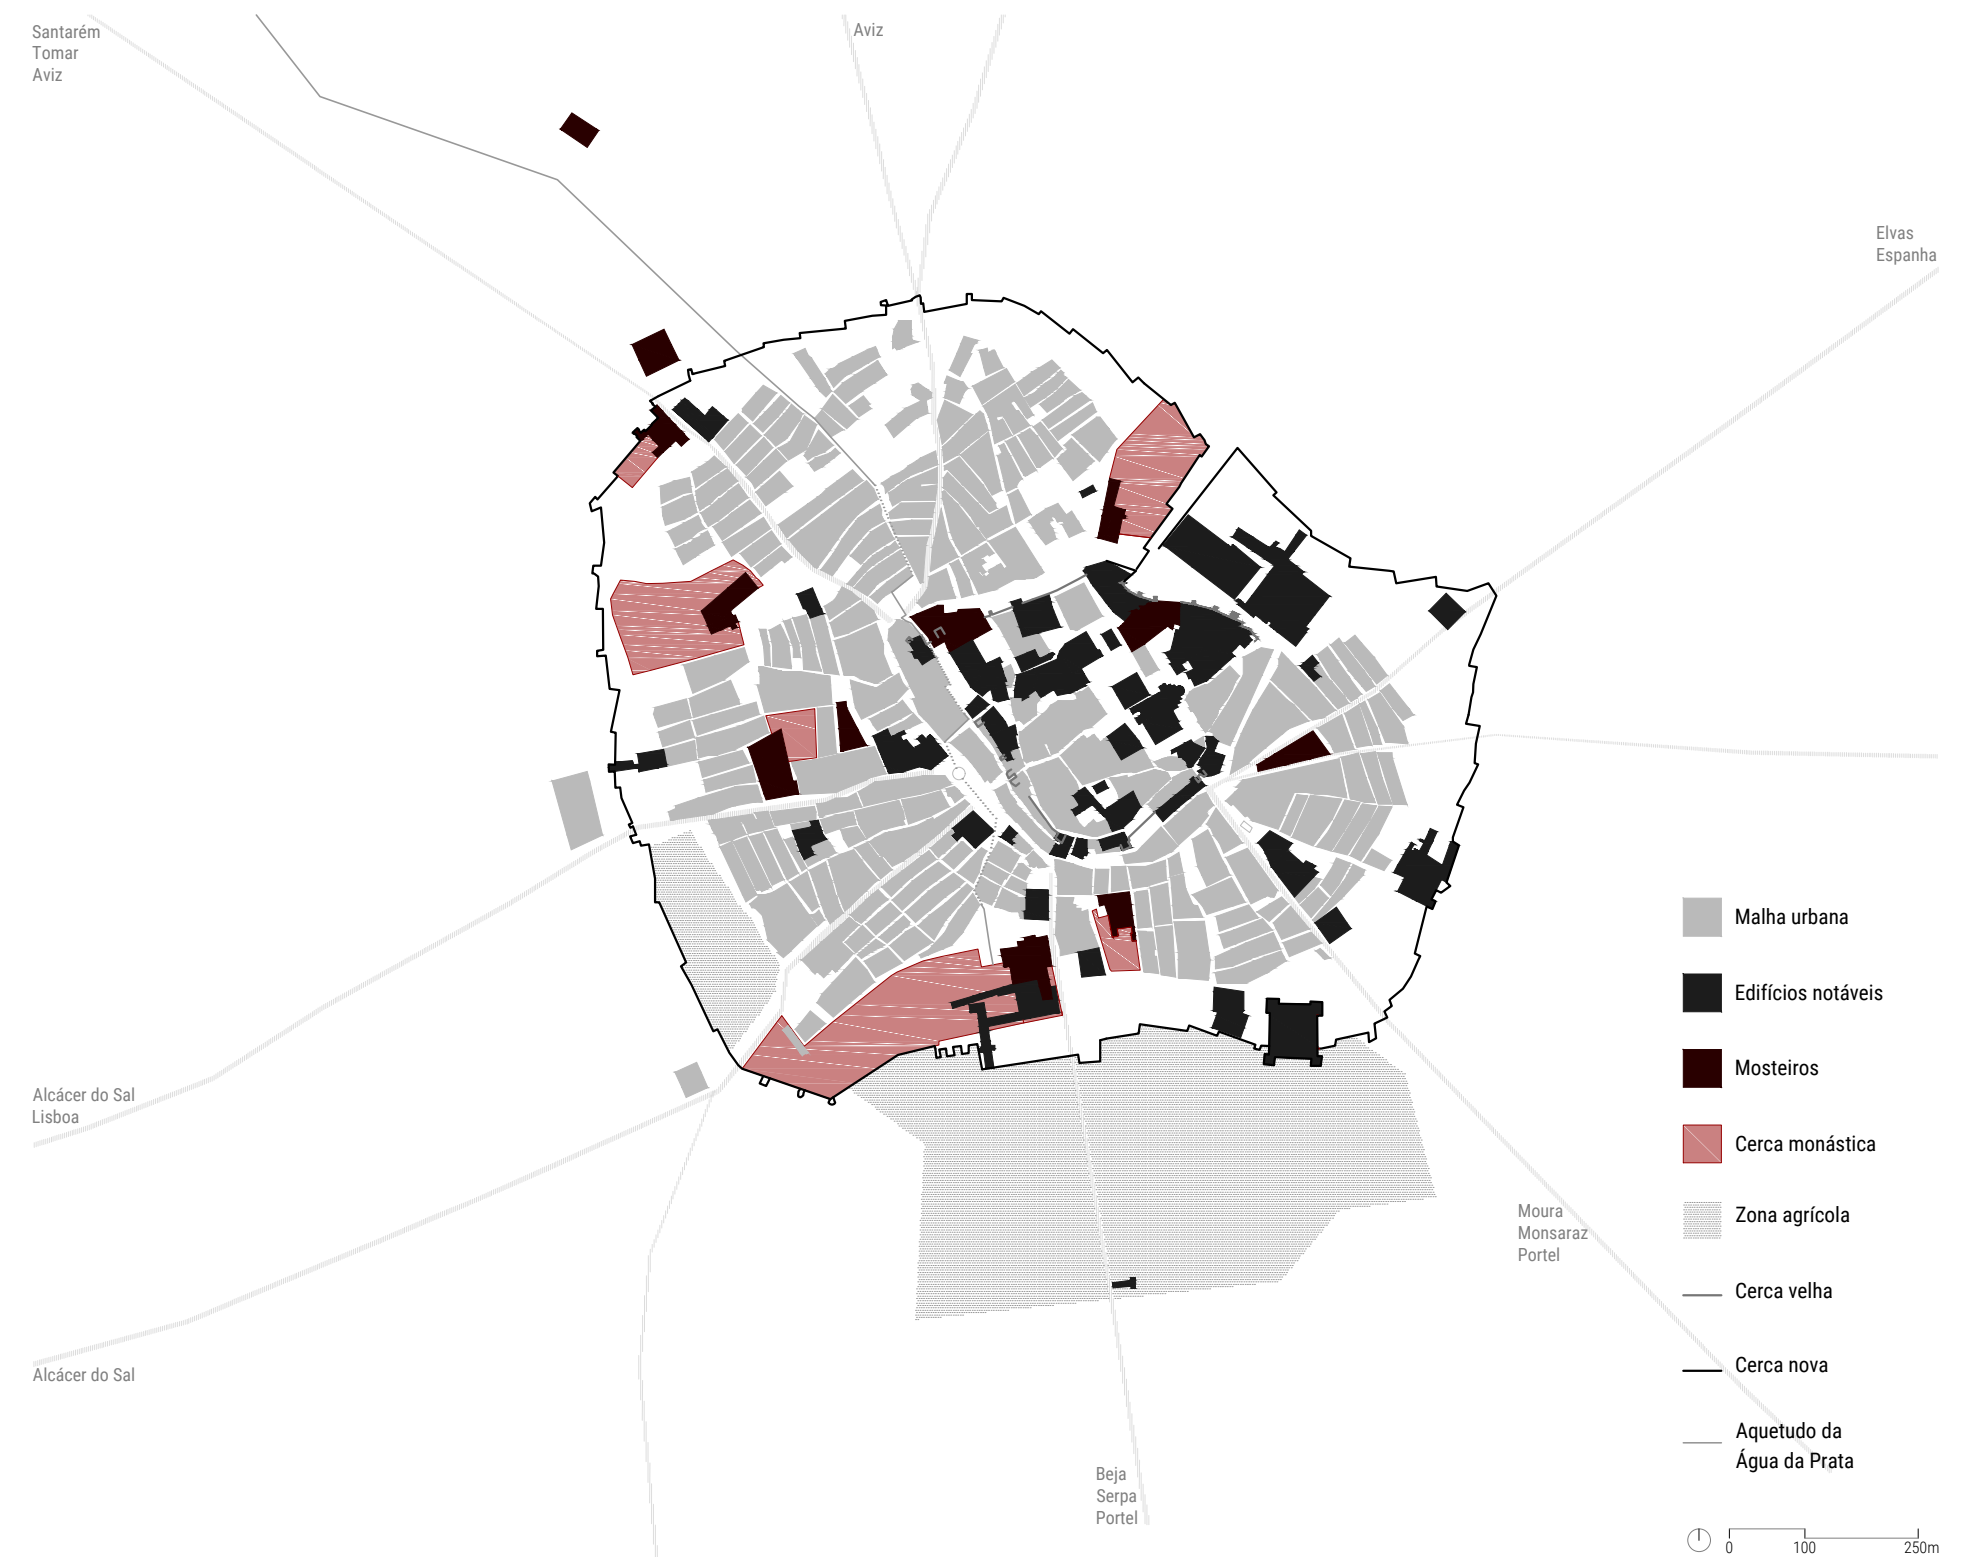 Santarém
Tomar
Aviz
Aviz
Elvas
Espanha
Malha urbana
Edifícios notáveis
Mosteiros
Alcácer do Sal
Lisboa
Cerca monástica
Moura
Monsaraz
Portel
Zona agrícola
Cerca velha
Cerca nova
Alcácer do Sal
Aquetudo da
Água da Prata
Beja
Serpa
Portel
0 100 250m